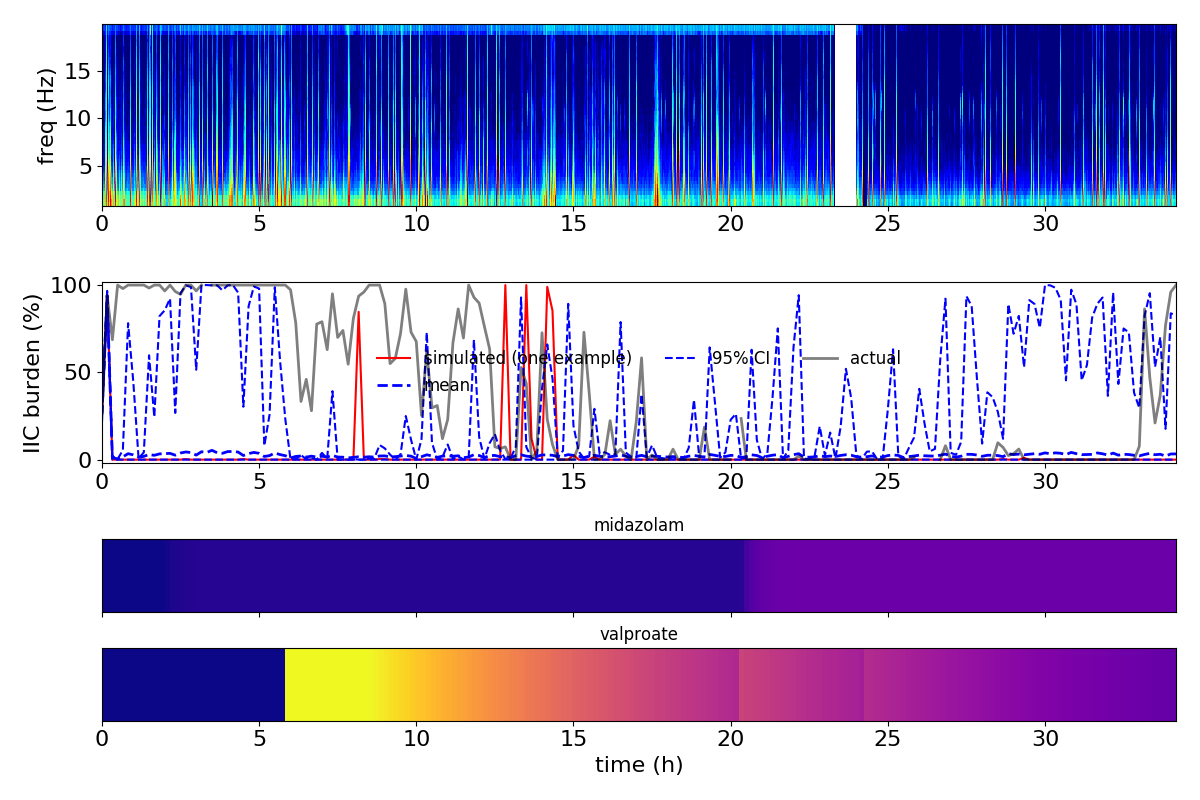 freq (Hz)
15
10
5
0 5 10 15 20 25 30
IIC burden (%)
100
50
0
simulated (one example) 95% CI actual
mean
0 5 10 15 20 25 30
midazolam
valproate
0 5 10 15 20 25 30
time (h)